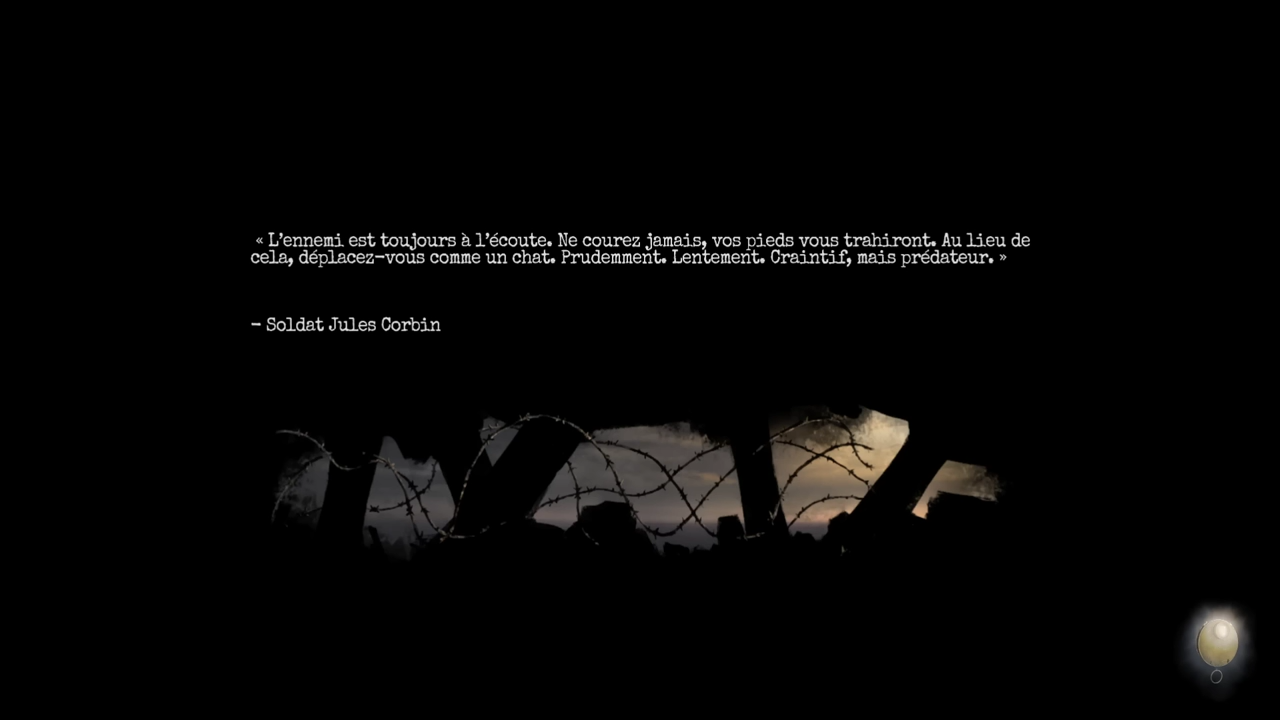 « L’ennemi est toujours à l’écoute. Ne courez jamais, vos pieds vous trahiront. Au lieu de
cela, déplacez-vous comme un chat. Prudemment. Lentement. Craintif, mais prédateur. »
- Soldat Jules Corbin